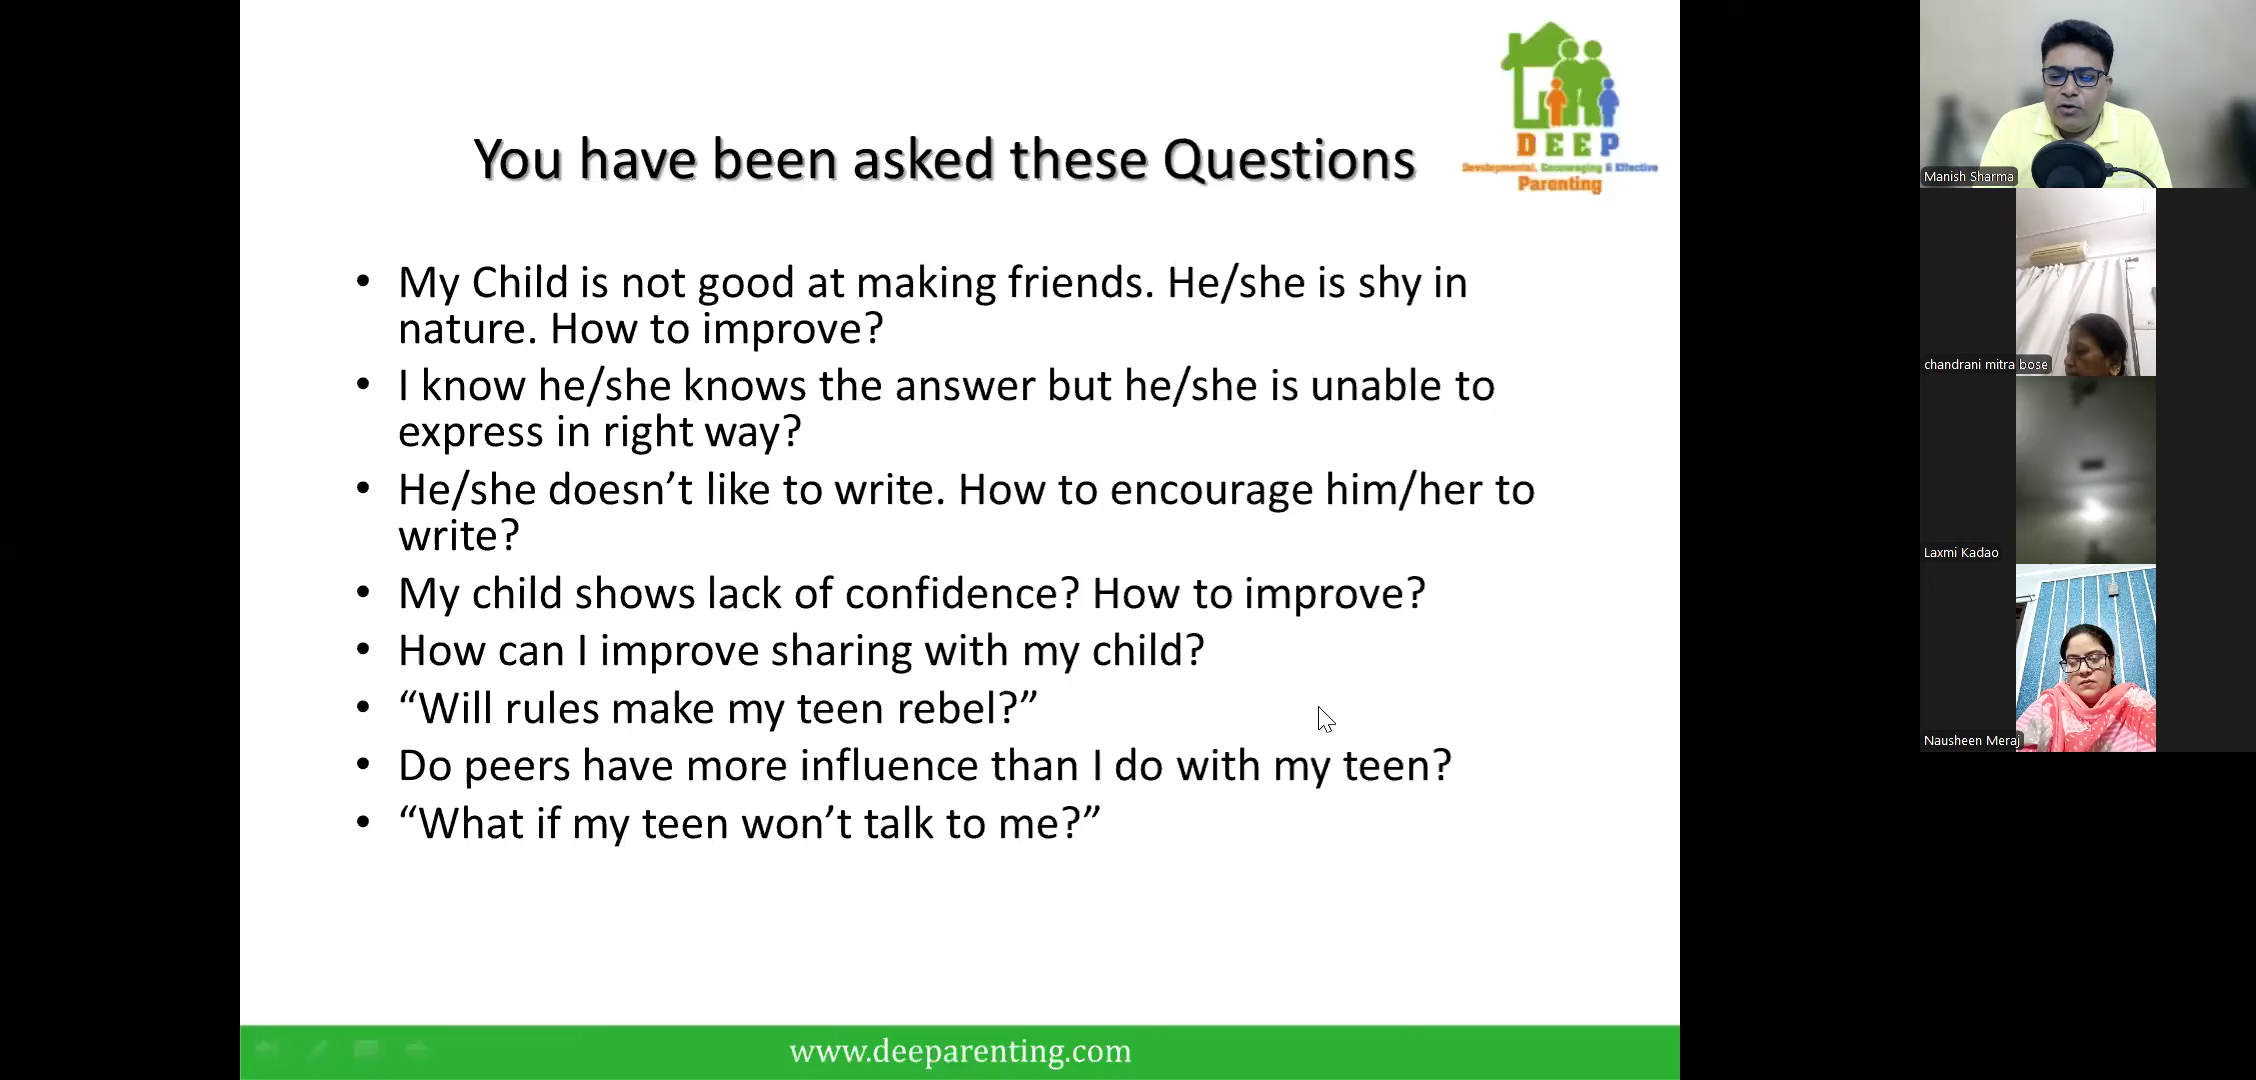 You have been asked these Questions
DEEP
Developmental, Encouraging & Effective
Parenting
• My Child is not good at making friends. He/she is shy in
nature. How to improve?
• I know he/she knows the answer but he/she is unable to
express in right way?
• He/she doesn’t like to write. How to encourage him/her to
write?
• My child shows lack of confidence? How to improve?
• How can I improve sharing with my child?
• “Will rules make my teen rebel?”
• Do peers have more influence than I do with my teen?
• “What if my teen won’t talk to me?”
www.deeparenting.com
Manish Sharma
chandrani mitra bose
Laxmi Kadao
Nausheen Meraj